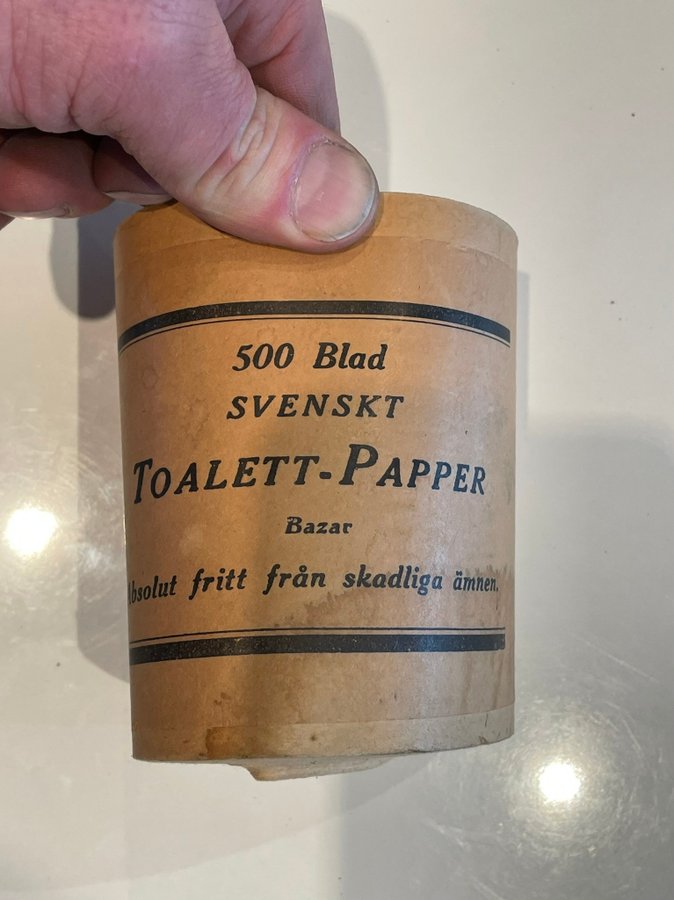 500 Blad
SVENSKT
TOALETT-PAPPER
Bazar
Absolut fritt från skadliga ämnen.